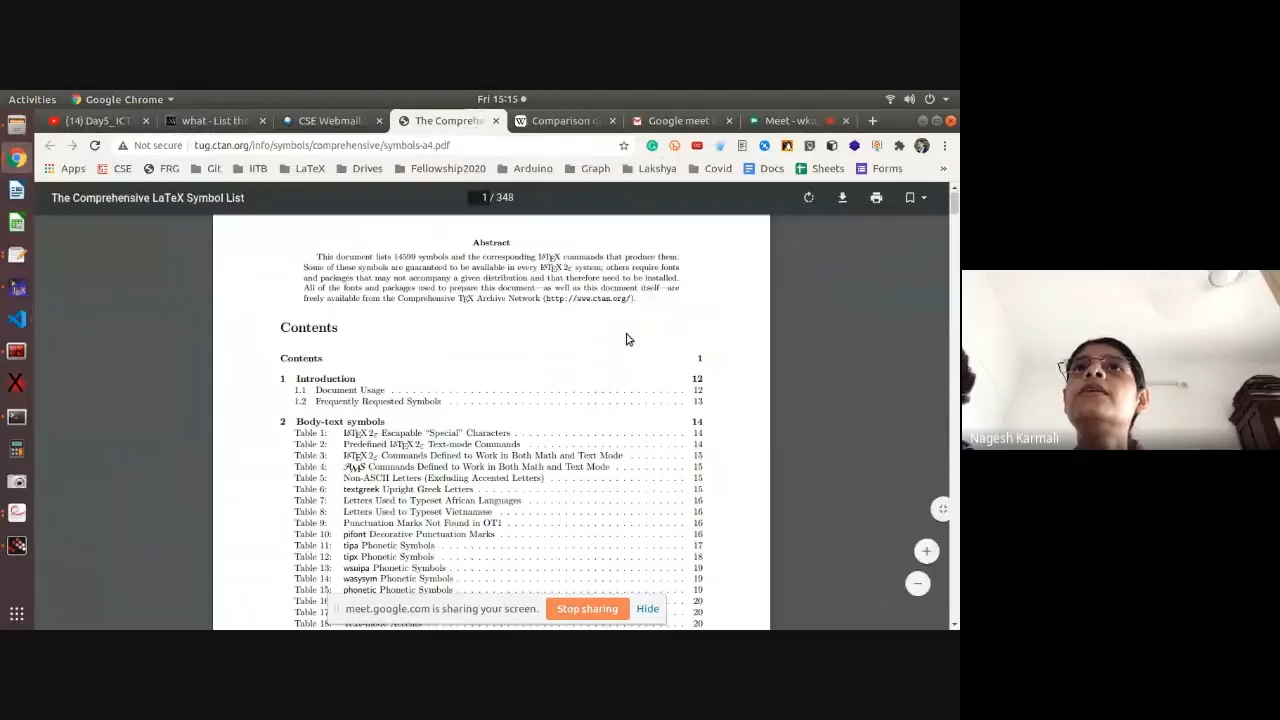 Activities
Google Chrome
Fri 15:15
(14) Day5_ICT
what - List the
CSE Webmail
The Comprehe
Comparison o
Google meet i
Meet - wka
Not secure
tug.ctan.org/info/symbols/comprehensive/symbols-a4.pdf
Apps
CSE
FRG
Git
IITB
LaTeX
Drives
Fellowship2020
Arduino
Graph
Lakshya
Covid
Docs
Sheets
Forms
»
The Comprehensive LaTeX Symbol List
1 / 348
Abstract
This document lists 14599 symbols and the corresponding LATEX commands that produce them.
Some of these symbols are guaranteed to be available in every LATEX 2ε system; others require fonts
and packages that may not accompany a given distribution and that therefore need to be installed.
All of the fonts and packages used to prepare this document—as well as this document itself—are
freely available from the Comprehensive TEX Archive Network (http://www.ctan.org/).
Contents
Contents 1
1 Introduction 12
1.1 Document Usage . . . . . . . . . . 12
1.2 Frequently Requested Symbols . . . . . . . . . . 13
2 Body-text symbols 14
Table 1: LATEX 2ε Escapable “Special” Characters . . . . . . . . . . 14
Table 2: Predefined LATEX 2ε Text-mode Commands . . . . . . . . . . 14
Table 3: LATEX 2ε Commands Defined to Work in Both Math and Text Mode . . . . . . 15
Table 4: AMS Commands Defined to Work in Both Math and Text Mode . . . . . . 15
Table 5: Non-ASCII Letters (Excluding Accented Letters) . . . . . . . . . . 15
Table 6: textgreek Upright Greek Letters . . . . . . . . . . 15
Table 7: Letters Used to Typeset African Languages . . . . . . . . . . 16
Table 8: Letters Used to Typeset Vietnamese . . . . . . . . . . 16
Table 9: Punctuation Marks Not Found in OT1 . . . . . . . . . . 16
Table 10: pifont Decorative Punctuation Marks . . . . . . . . . . 16
Table 11: tipa Phonetic Symbols . . . . . . . . . . 17
Table 12: tipx Phonetic Symbols . . . . . . . . . . 18
Table 13: wsuipa Phonetic Symbols . . . . . . . . . . 19
Table 14: wasysym Phonetic Symbols . . . . . . . . . . 19
Table 15: phonetic Phonetic Symbols . . . . . . . . . . 19
Table 16 20
Table 17 20
Table 18: Text-mode Accents . . . . . . . . . . 20
meet.google.com is sharing your screen.
Stop sharing
Hide
Nagesh Karmali